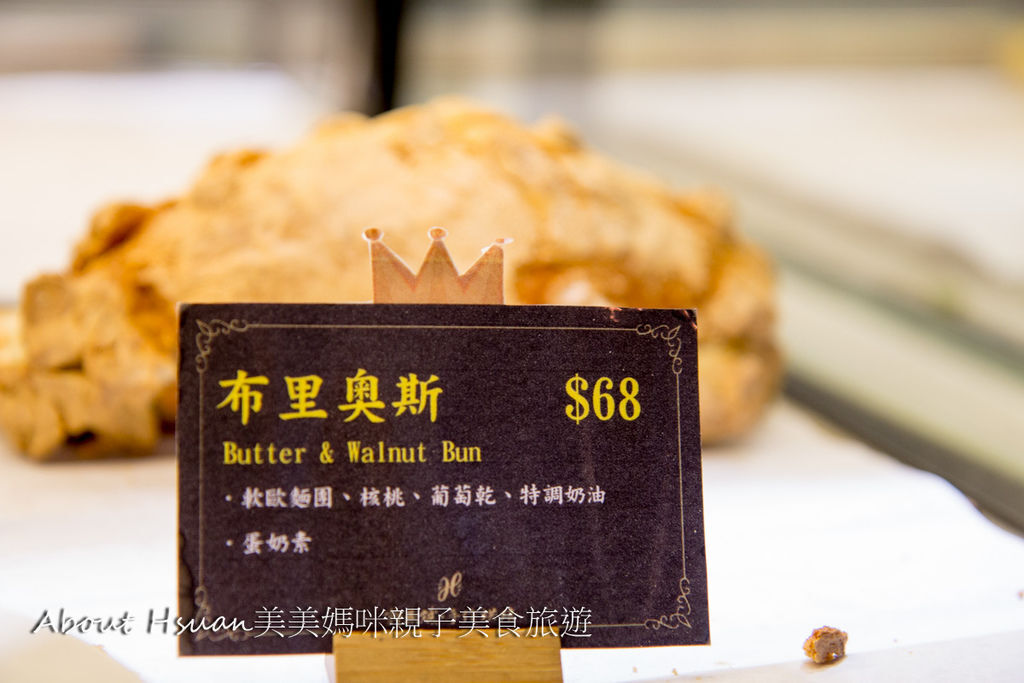 布里奧斯 $68
Butter & Walnut Bun
·軟歐麵團、核桃、葡萄乾、特調奶油
·蛋奶素
About Hsuan美美媽咪親子美食旅遊